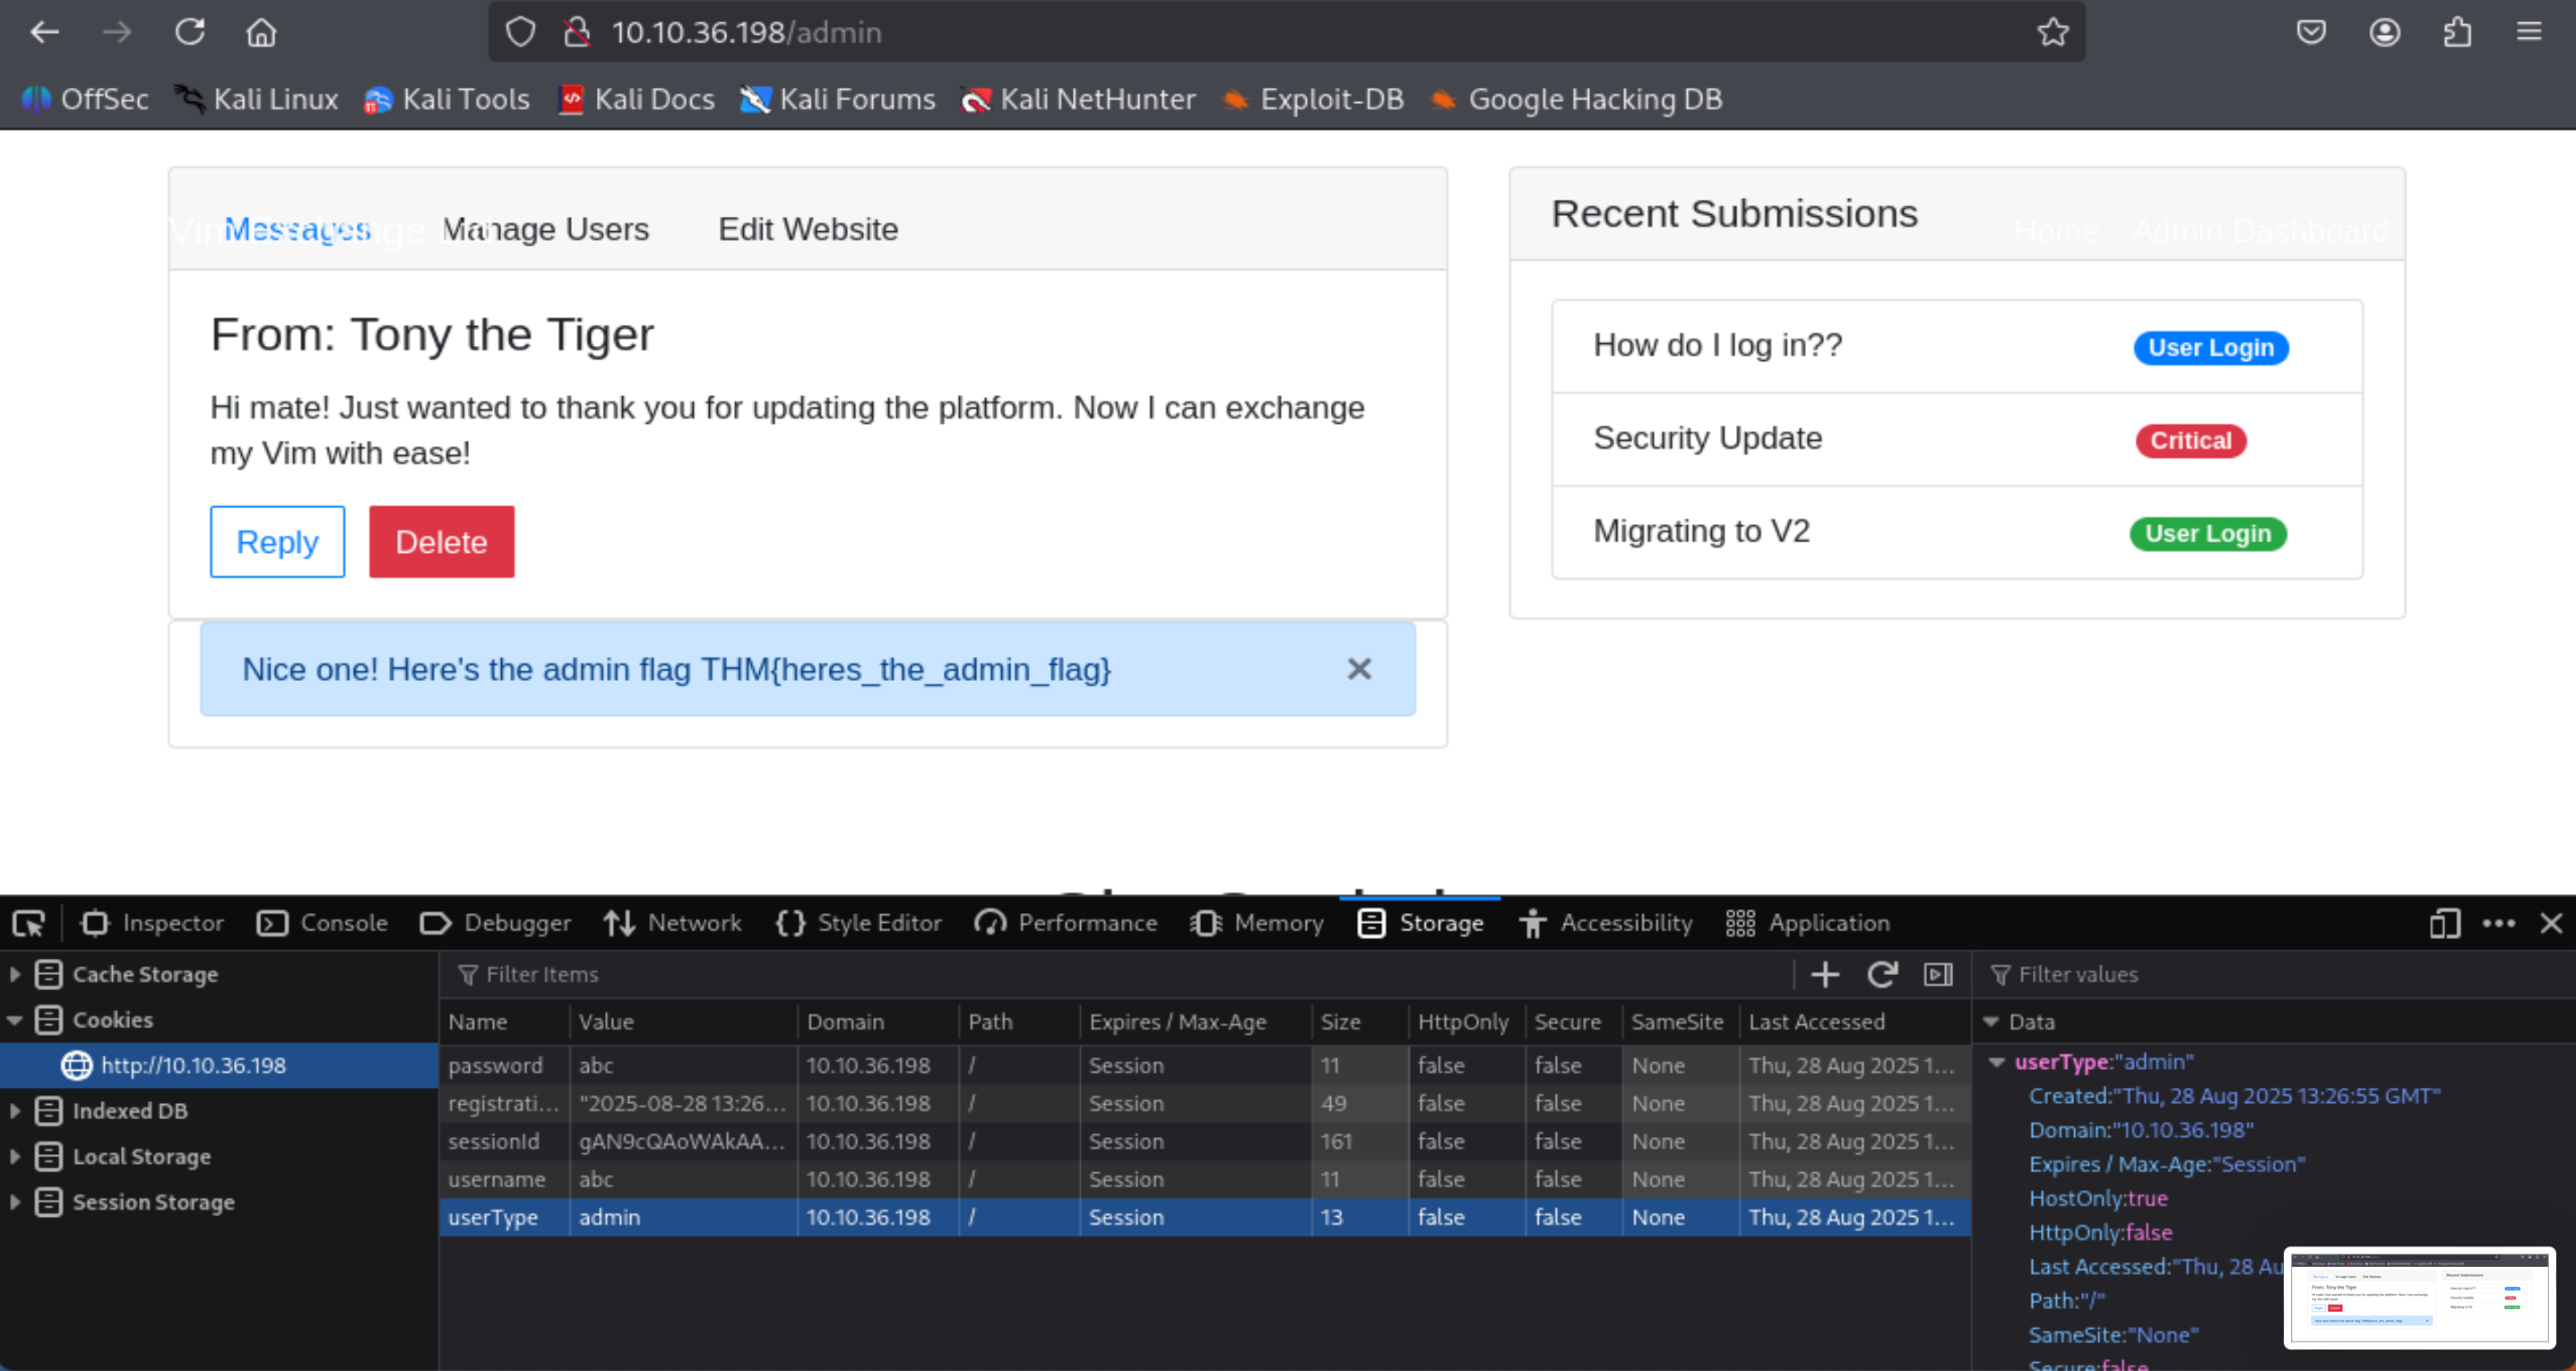 10.10.36.198/admin
OffSec Kali Linux Kali Tools Kali Docs Kali Forums Kali NetHunter Exploit-DB Google Hacking DB
Messages Manage Users Edit Website
Home Admin Dashboard
From: Tony the Tiger
Hi mate! Just wanted to thank you for updating the platform. Now I can exchange
my Vim with ease!
Reply Delete
Nice one! Here's the admin flag THM{heres_the_admin_flag} ×
Recent Submissions
How do I log in?? User Login
Security Update Critical
Migrating to V2 User Login
Inspector Console Debugger Network Style Editor Performance Memory Storage Accessibility Application
Cache Storage
Cookies
http://10.10.36.198
Indexed DB
Local Storage
Session Storage
Filter Items
Name Value Domain Path Expires / Max-Age Size HttpOnly Secure SameSite Last Accessed
password abc 10.10.36.198 / Session 11 false false None Thu, 28 Aug 2025 1...
registrati... "2025-08-28 13:26... 10.10.36.198 / Session 49 false false None Thu, 28 Aug 2025 1...
sessionId gAN9cQAoWAkAA... 10.10.36.198 / Session 161 false false None Thu, 28 Aug 2025 1...
username abc 10.10.36.198 / Session 11 false false None Thu, 28 Aug 2025 1...
userType admin 10.10.36.198 / Session 13 false false None Thu, 28 Aug 2025 1...
Filter values
Data
userType:"admin"
Created:"Thu, 28 Aug 2025 13:26:55 GMT"
Domain:"10.10.36.198"
Expires / Max-Age:"Session"
HostOnly:true
HttpOnly:false
Last Accessed:"Thu, 28 Au
Path:"/"
SameSite:"None"
Secure:false